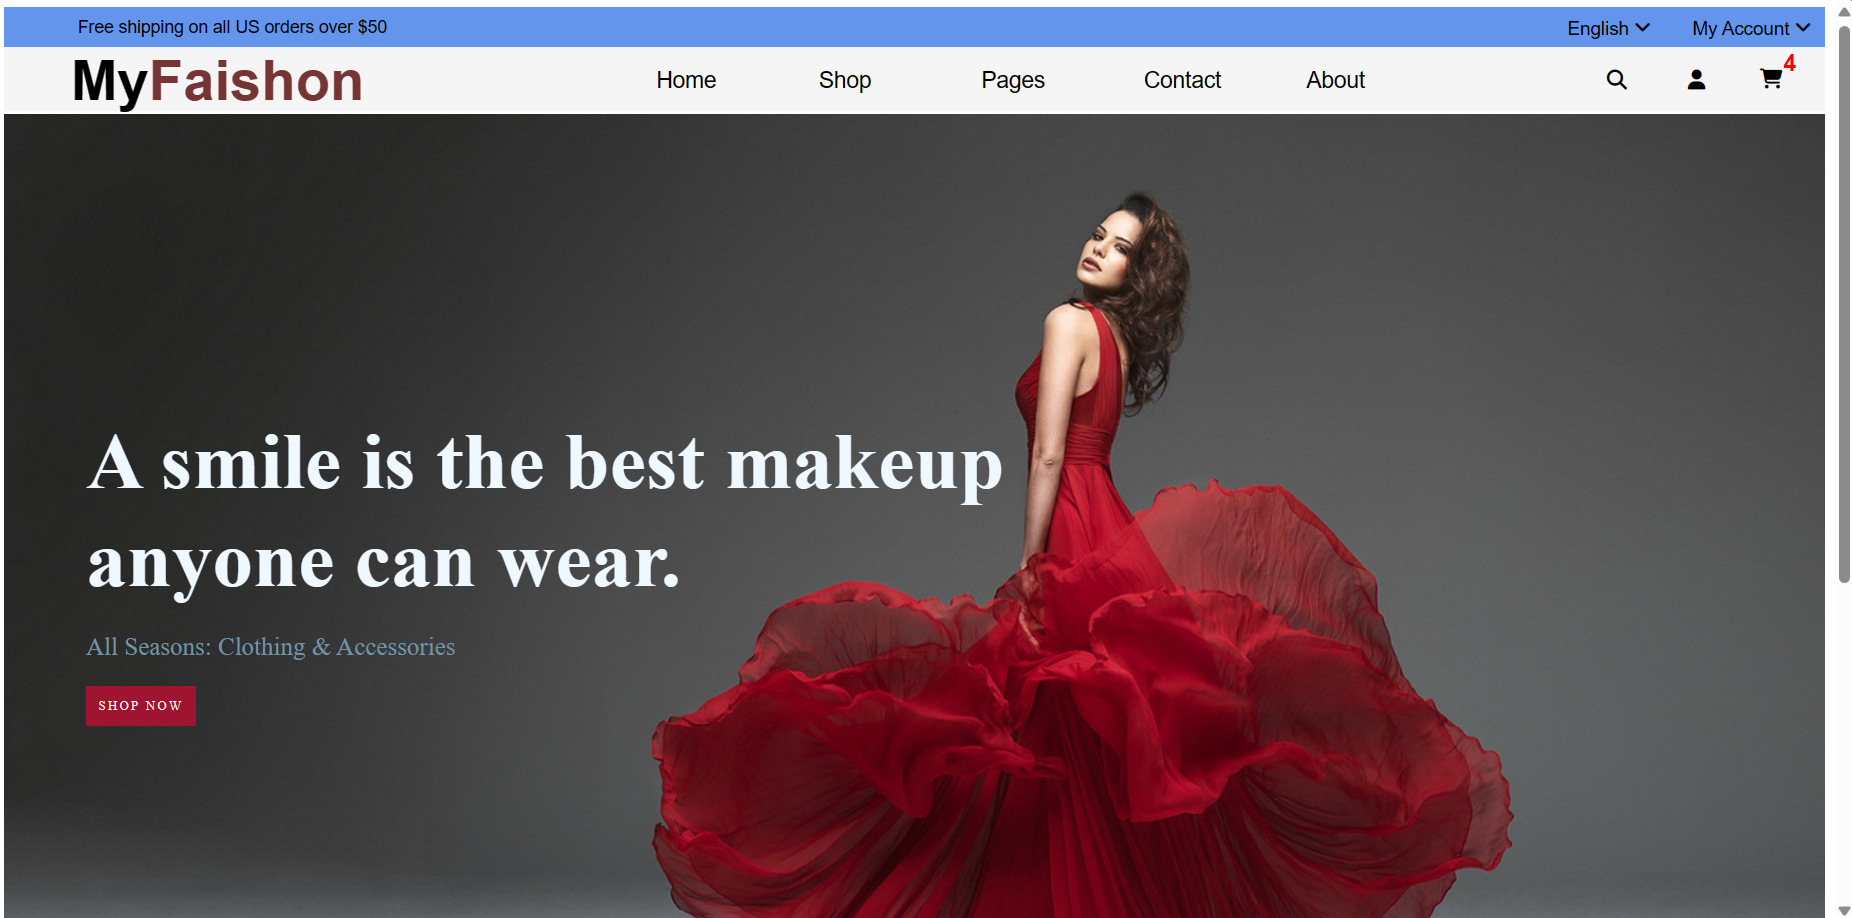 Free shipping on all US orders over $50
English
My Account
MyFaishon
Home
Shop
Pages
Contact
About
4
A smile is the best makeup
anyone can wear.
All Seasons: Clothing & Accessories
SHOP NOW